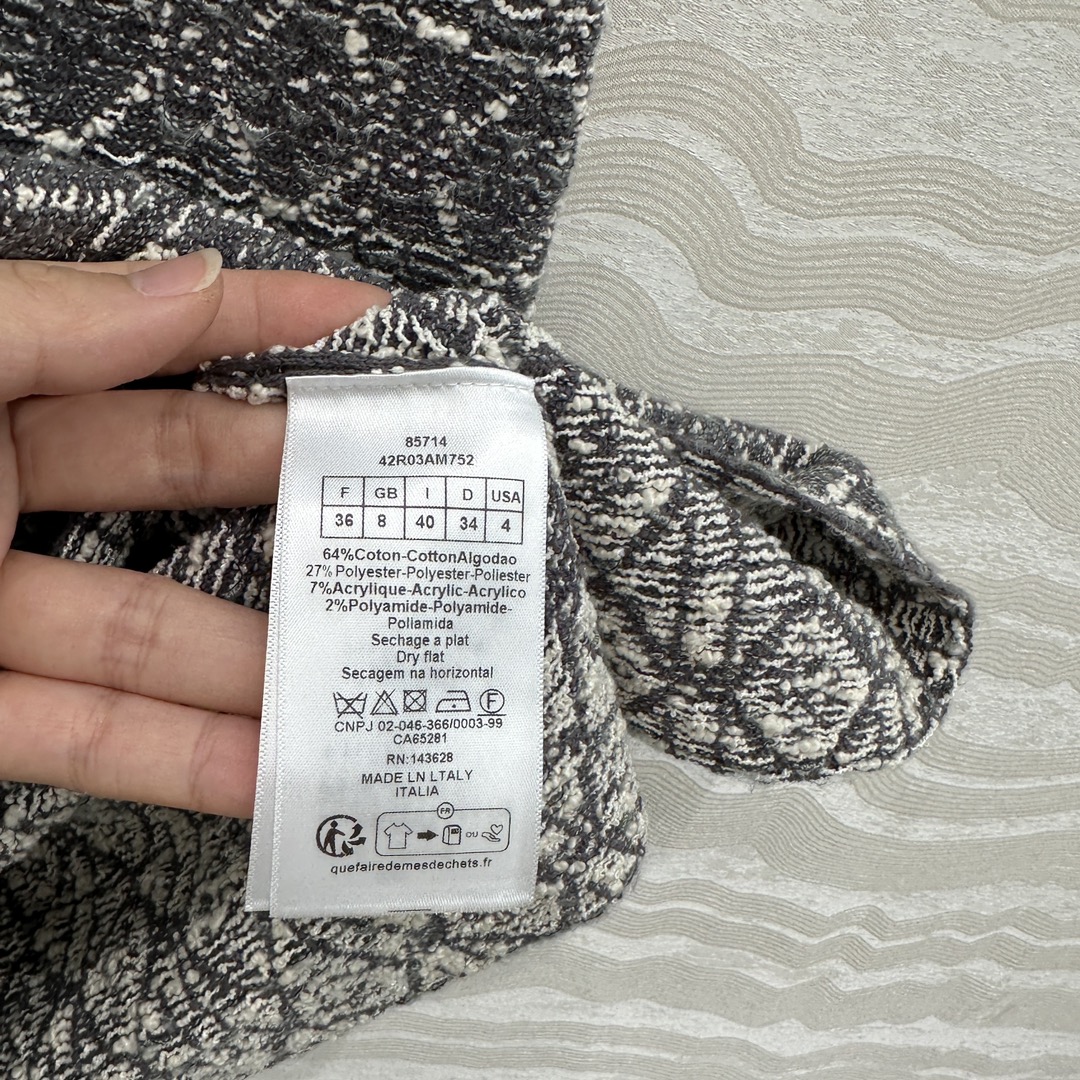 85714
42R03AM752
F GB I D USA
36 8 40 34 4
64%Coton-CottonAlgodao
27% Polyester-Polyester-Poliester
7%Acrylique-Acrylic-Acrylico
2%Polyamide-Polyamide-
Poliamida
Sechage a plat
Dry flat
Secagem na horizontal
F
CNPJ 02-046-366/0003-99
CA65281
RN:143628
MADE LN LTALY
ITALIA
FR
OU
quefairedemesdechets.fr